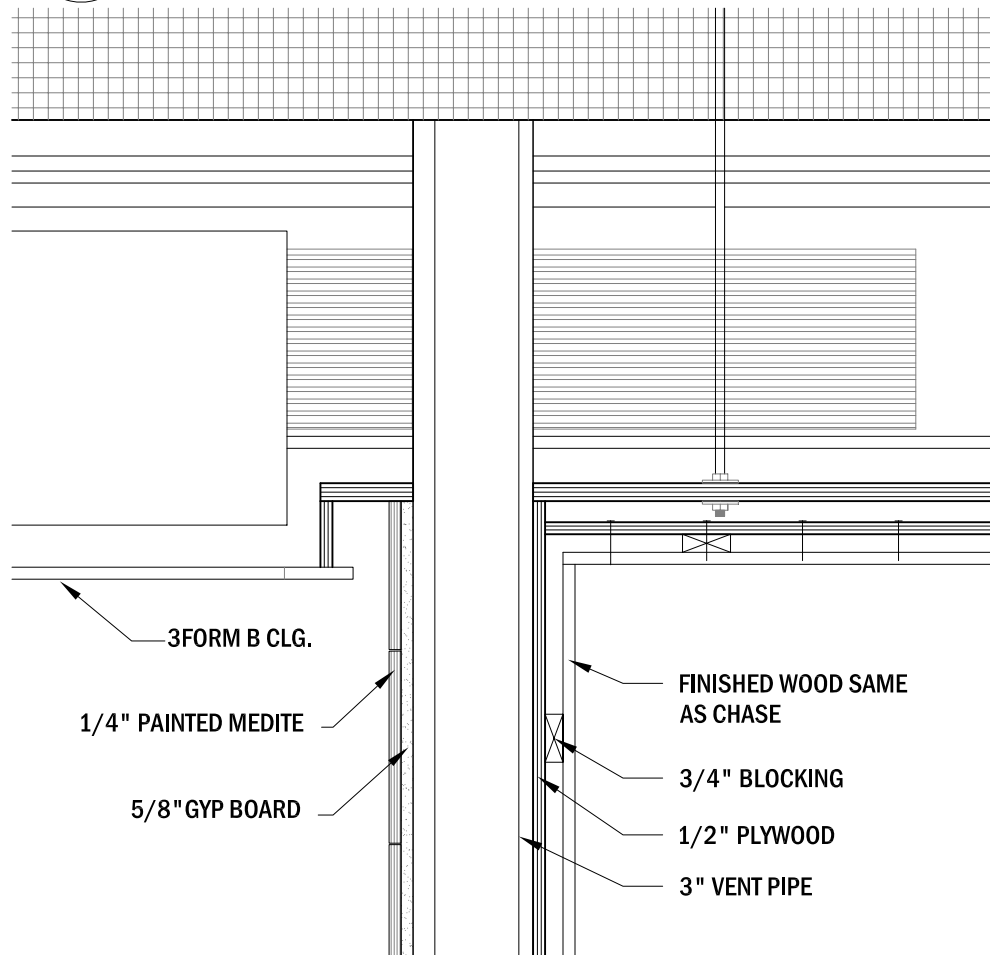 3FORM B CLG.
1/4" PAINTED MEDITE
5/8"GYP BOARD
FINISHED WOOD SAME
AS CHASE
3/4" BLOCKING
1/2" PLYWOOD
3" VENT PIPE